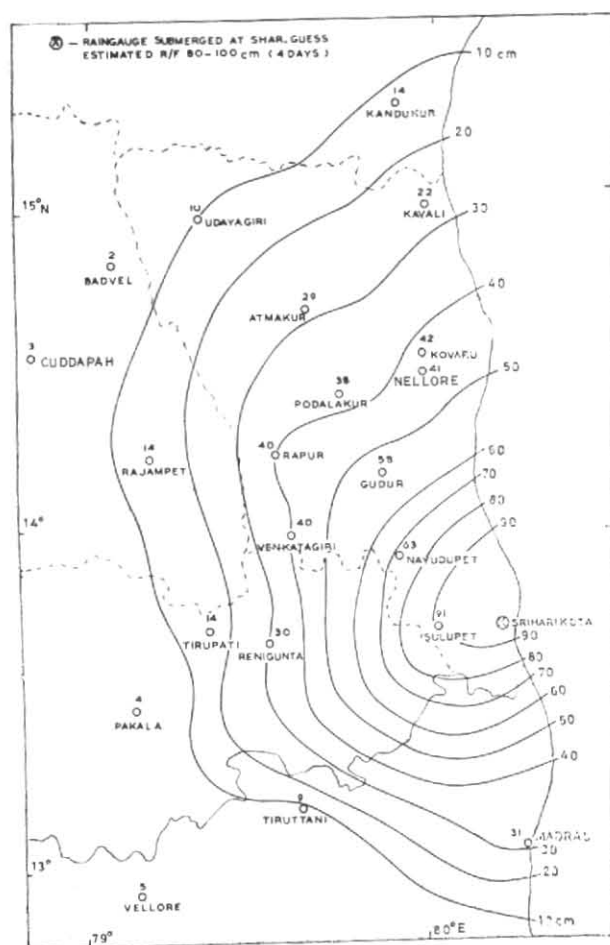 Ⓡ – RAINGAUGE SUBMERGED AT SHAR. GUESS
ESTIMATED R/F 80–100 cm (4 DAYS)
10 cm
14
KANDUKUR
20
15°N
10
UDAYAGIRI
22
KAVALI
30
2
BADVEL
29
ATMAKUR
40
3
CUDDAPAH
42
KOVARU
41
NELLORE
50
38
PODALAKUR
40
RAPUR
14
RAJAMPET
58
GUDUR
60
70
80
90
14°
40
VENKATAGIRI
63
NAYUDUPET
91
SULUPET
SRIHARIKOTA
14
TIRUPATI
30
RENIGUNTA
90
80
70
60
50
40
4
PAKALA
9
TIRUTTANI
31
MADRAS
30
20
13°
5
VELLORE
10 cm
79°
80°E